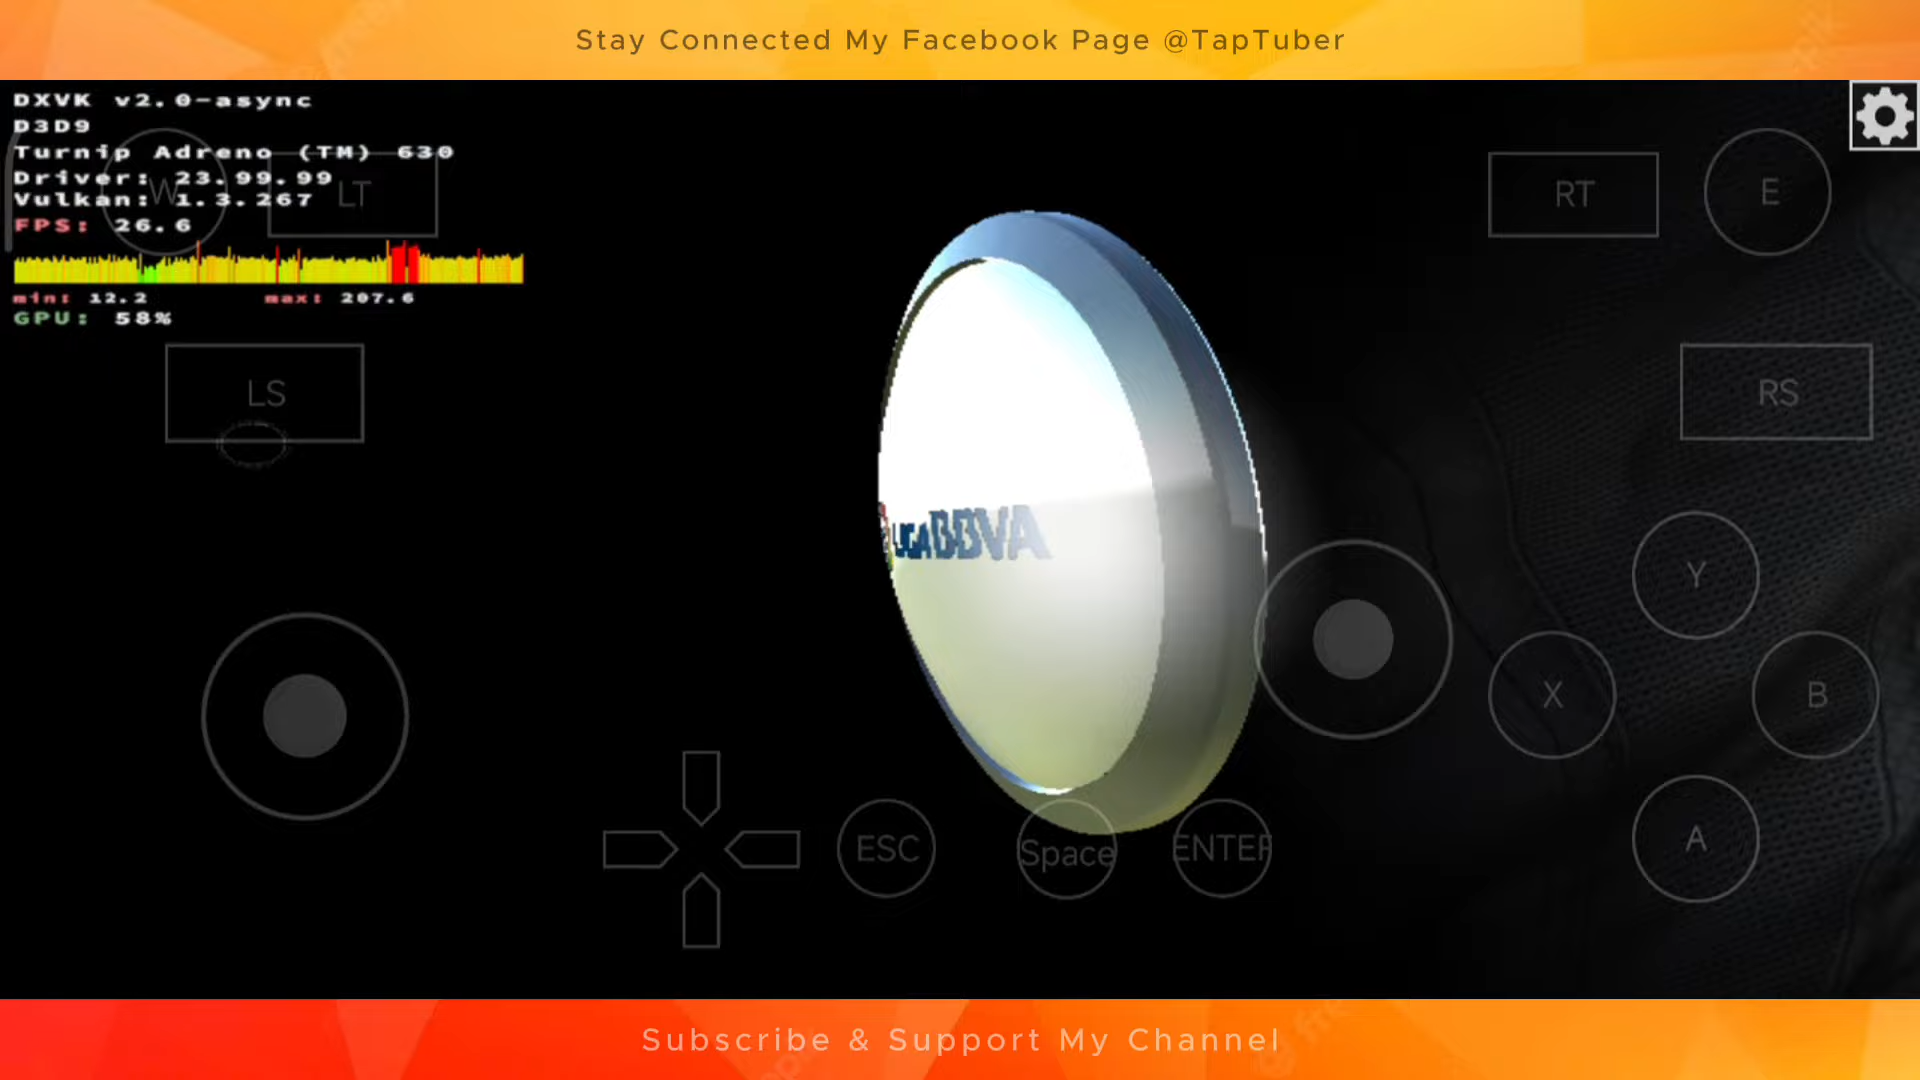 Stay Connected My Facebook Page @TapTuber
DXVK v2.0-async
D3D9
Turnip Adreno (TM) 630
Driver: 23.99.99
Vulkan: 1.3.267
FPS: 26.6
min: 12.2 max: 207.6
GPU: 58%
W
LT
RT
E
LS
RS
LIGA BBVA
Y
X
B
A
ESC
Space
ENTER
Subscribe & Support My Channel